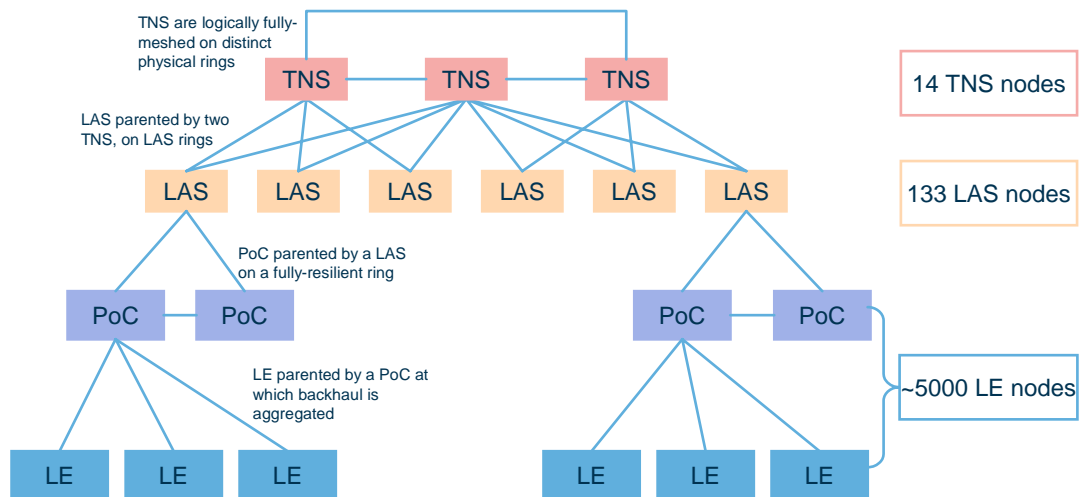 TNS are logically fully-
meshed on distinct
physical rings
TNS
TNS
TNS
14 TNS nodes
LAS parented by two
TNS, on LAS rings
LAS
LAS
LAS
LAS
LAS
LAS
133 LAS nodes
PoC parented by a LAS
on a fully-resilient ring
PoC
PoC
PoC
PoC
LE parented by a PoC at
which backhaul is
aggregated
~5000 LE nodes
LE
LE
LE
LE
LE
LE